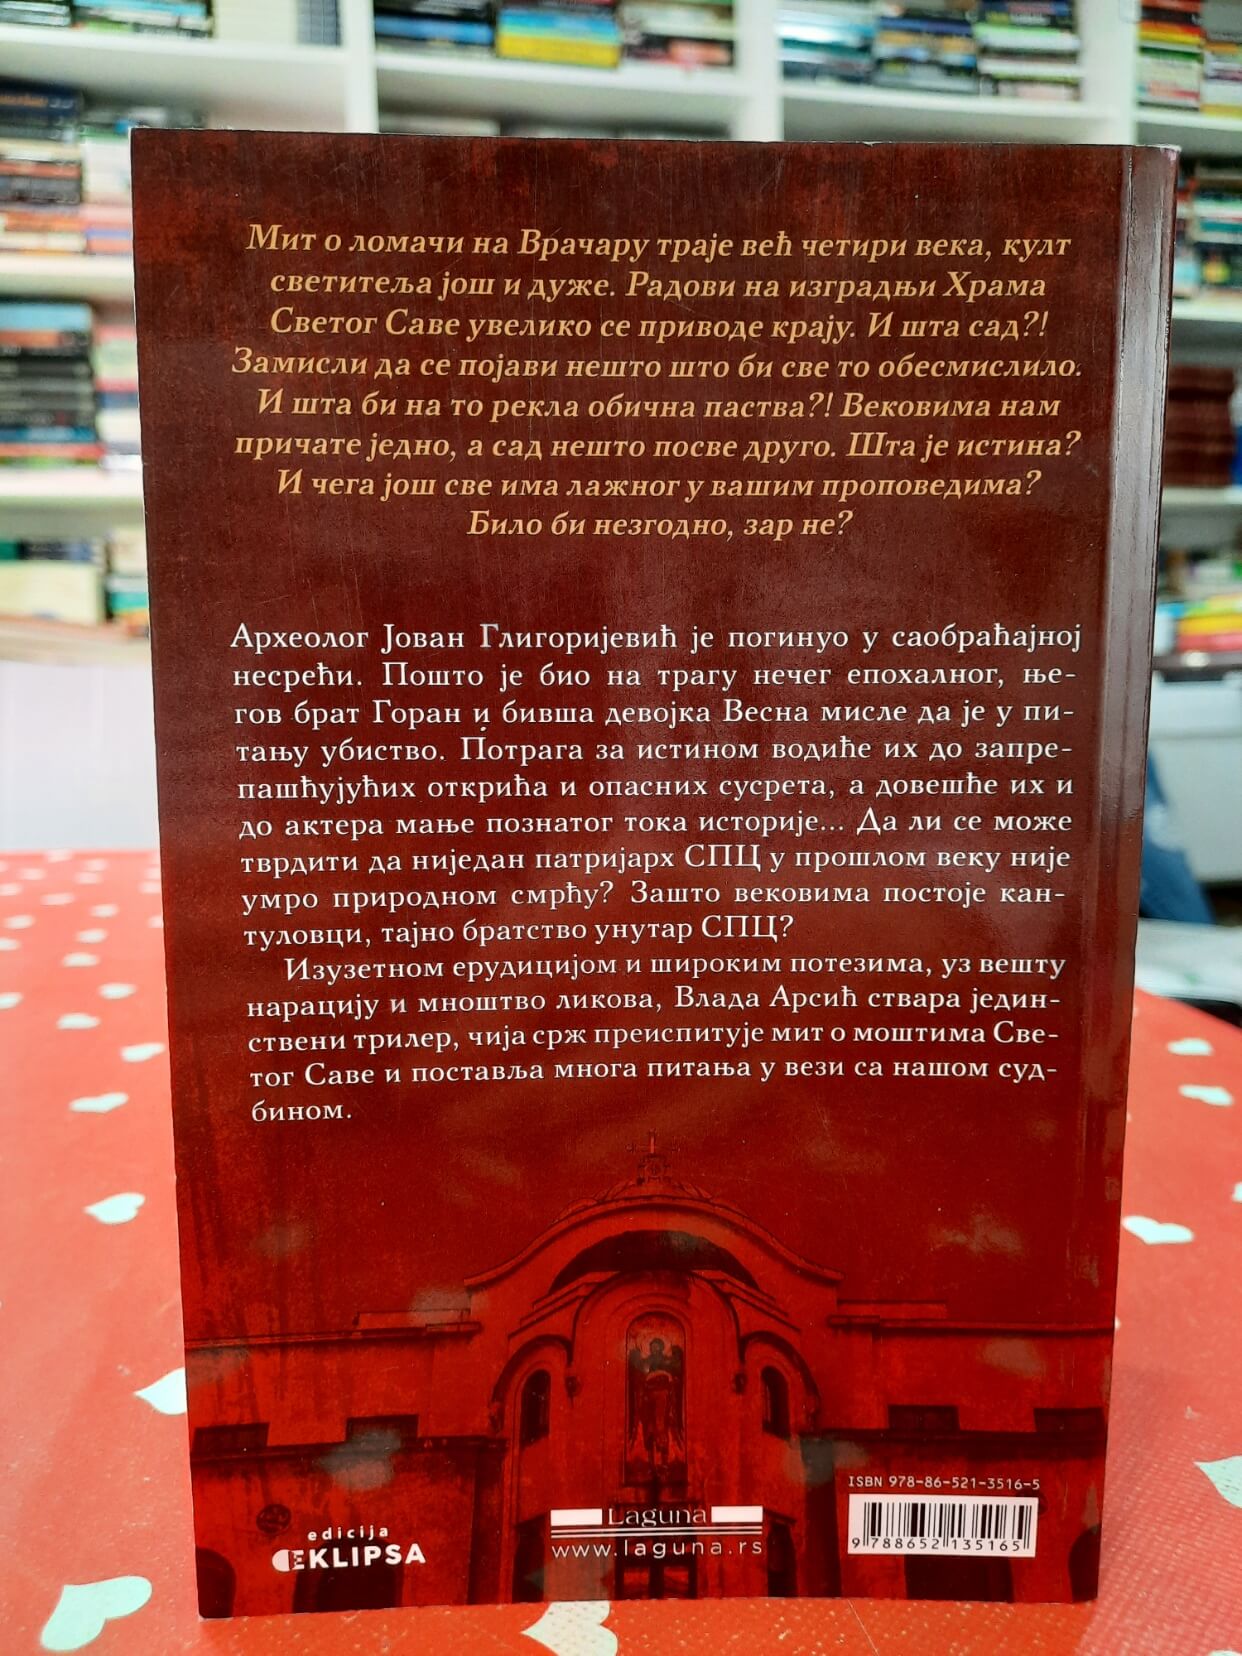 Мит о ломачи на Врачару траје већ четири века, култ
светитеља још и дуже. Радови на изградњи Храма
Светог Саве увелико се приводе крају. И шта сад?!
Замисли да се појави нешто што би све то обесмислило.
И шта би на то рекла обична паства?! Вековима нам
причате једно, а сад нешто посве друго. Шта је истина?
И чега још све има лажног у вашим проповедима?
Било би незгодно, зар не?
Археолог Јован Глигоријевић је погинуо у саобраћајној
несрећи. Пошто је био на трагу нечег епохалног, ње-
гов брат Горан и бивша девојка Весна мисле да је у пи-
тању убиство. Потрага за истином водиће их до запре-
пашћујућих открића и опасних сусрета, а довешће их и
до актера мање познатог тока историје... Да ли се може
тврдити да ниједан патријарх СПЦ у прошлом веку није
умро природном смрћу? Зашто вековима постоје кан-
туловци, тајно братство унутар СПЦ?
Изузетном ерудицијом и широким потезима, уз вешту
нарацију и мноштво ликова, Влада Арсић ствара један-
ствени трилер, чија срж преиспитује мит о моштима Све-
тог Саве и поставља многа питања у вези са нашом суд-
бином.
ISBN 978-86-521-3516-5
9 788652 135165
edicija
EKLIPSA
Laguna
www.laguna.rs